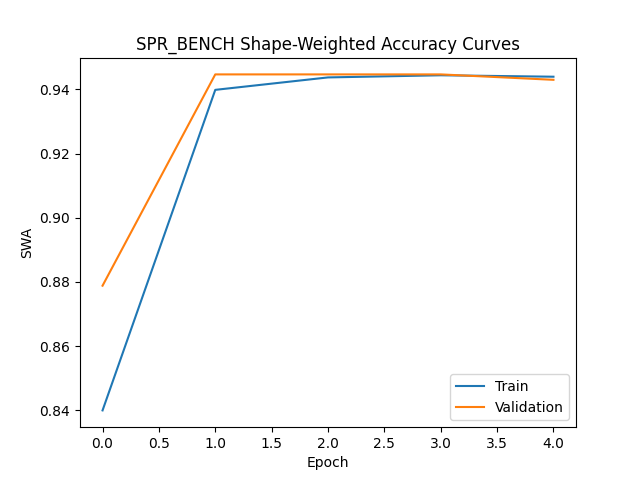 SPR_BENCH Shape-Weighted Accuracy Curves
SWA
0.94
0.92
0.90
0.88
0.86
0.84
0.0 0.5 1.0 1.5 2.0 2.5 3.0 3.5 4.0
Epoch
Train
Validation